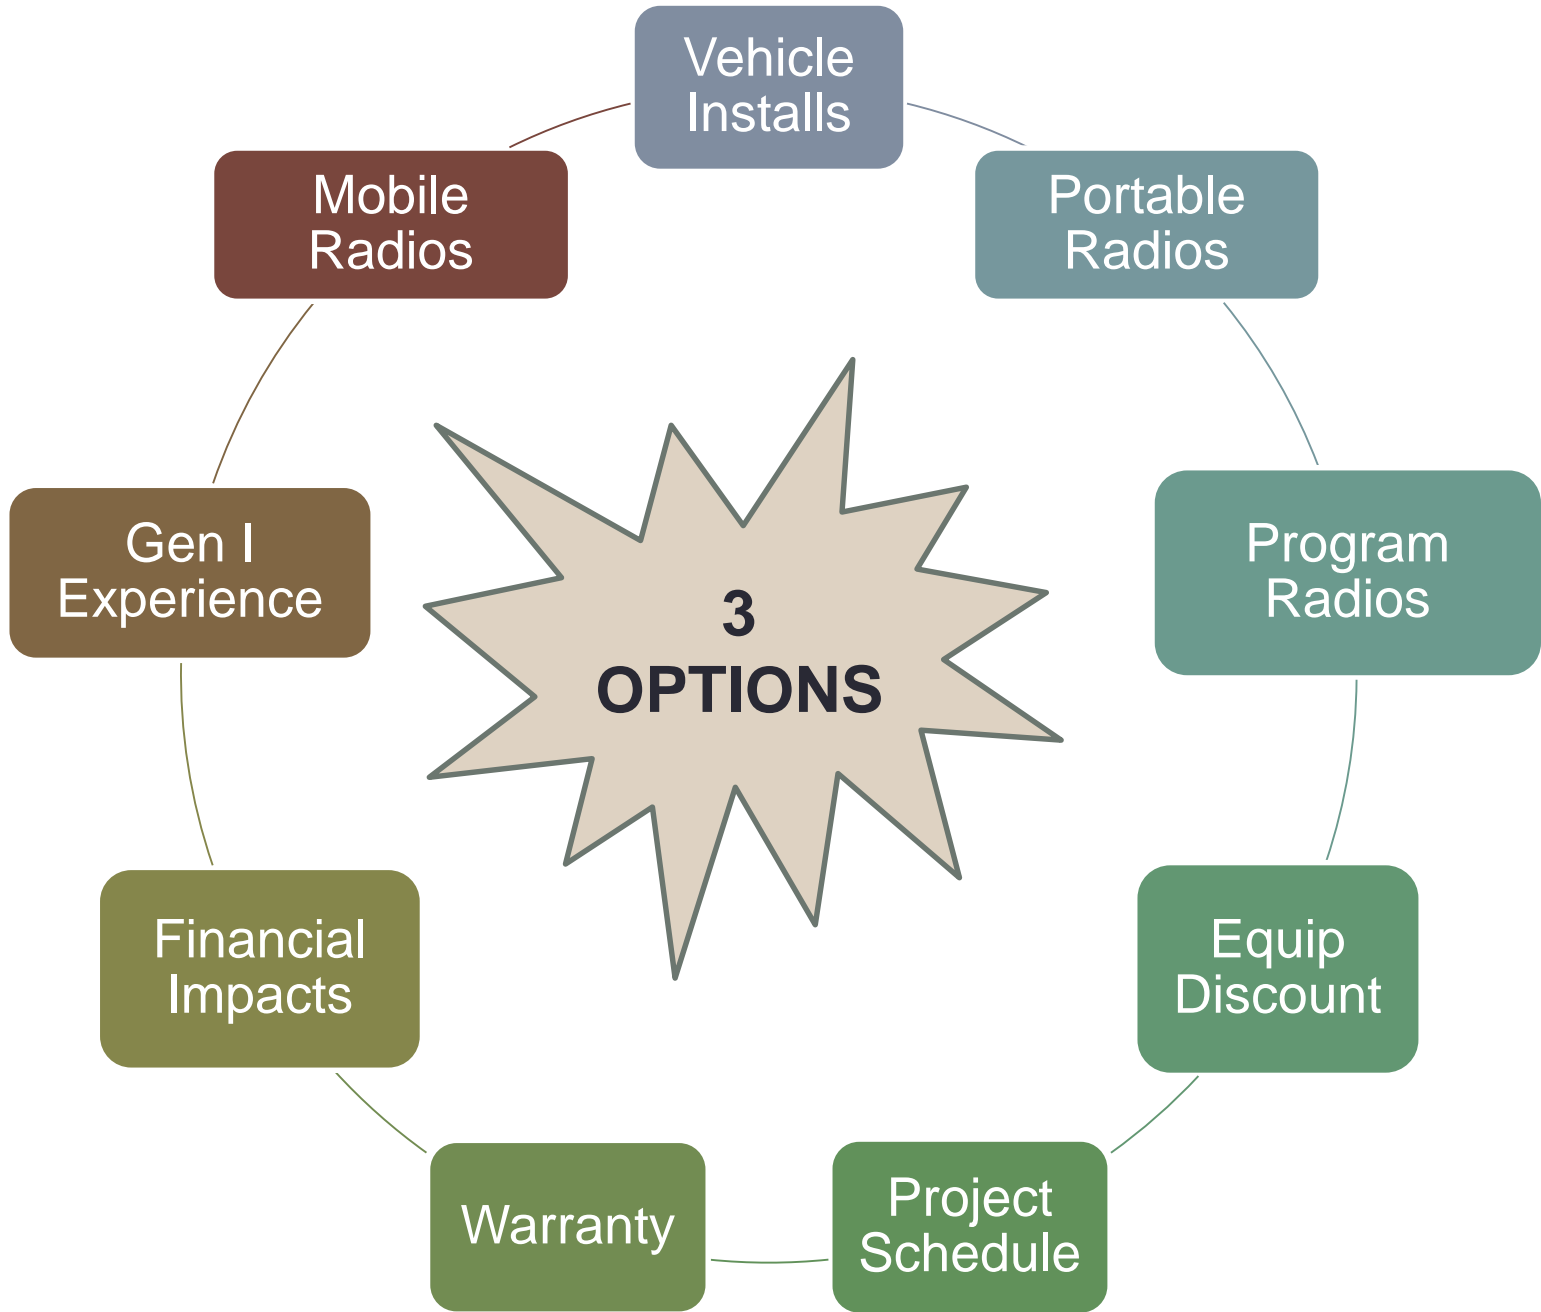 Vehicle
Installs
Portable
Radios
Program
Radios
Equip
Discount
Project
Schedule
Warranty
Financial
Impacts
Gen I
Experience
Mobile
Radios
3
OPTIONS